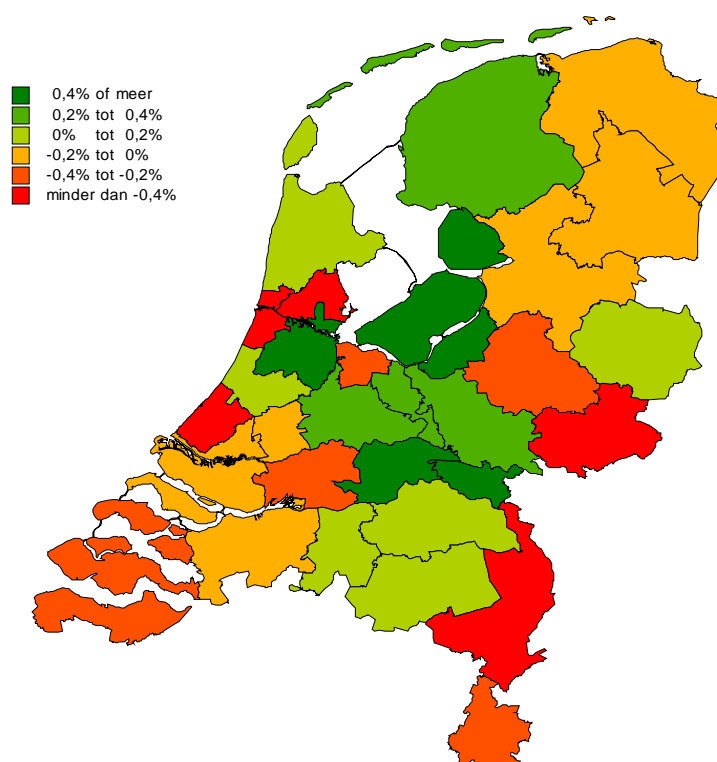 0,4% of meer
0,2% tot 0,4%
0% tot 0,2%
-0,2% tot 0%
-0,4% tot -0,2%
minder dan -0,4%